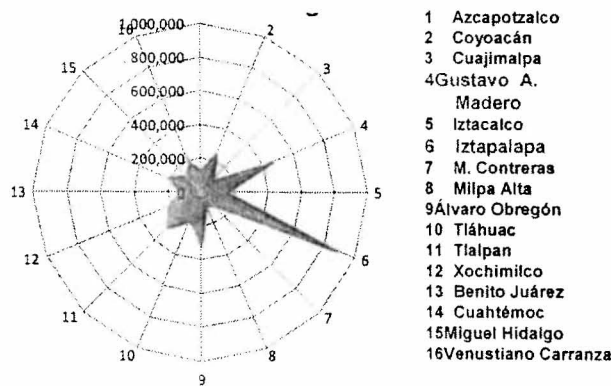 1,000,000
800,000
600,000
400,000
200,000
0
2
3
4
5
6
7
8
9
10
11
12
13
14
15
16
1 Azcapotzalco
2 Coyoacán
3 Cuajimalpa
4Gustavo A.
Madero
5 Iztacalco
6 Iztapalapa
7 M. Contreras
8 Milpa Alta
9Álvaro Obregón
10 Tláhuac
11 Tlalpan
12 Xochimilco
13 Benito Juárez
14 Cuahtémoc
15Miguel Hidalgo
16Venustiano Carranza